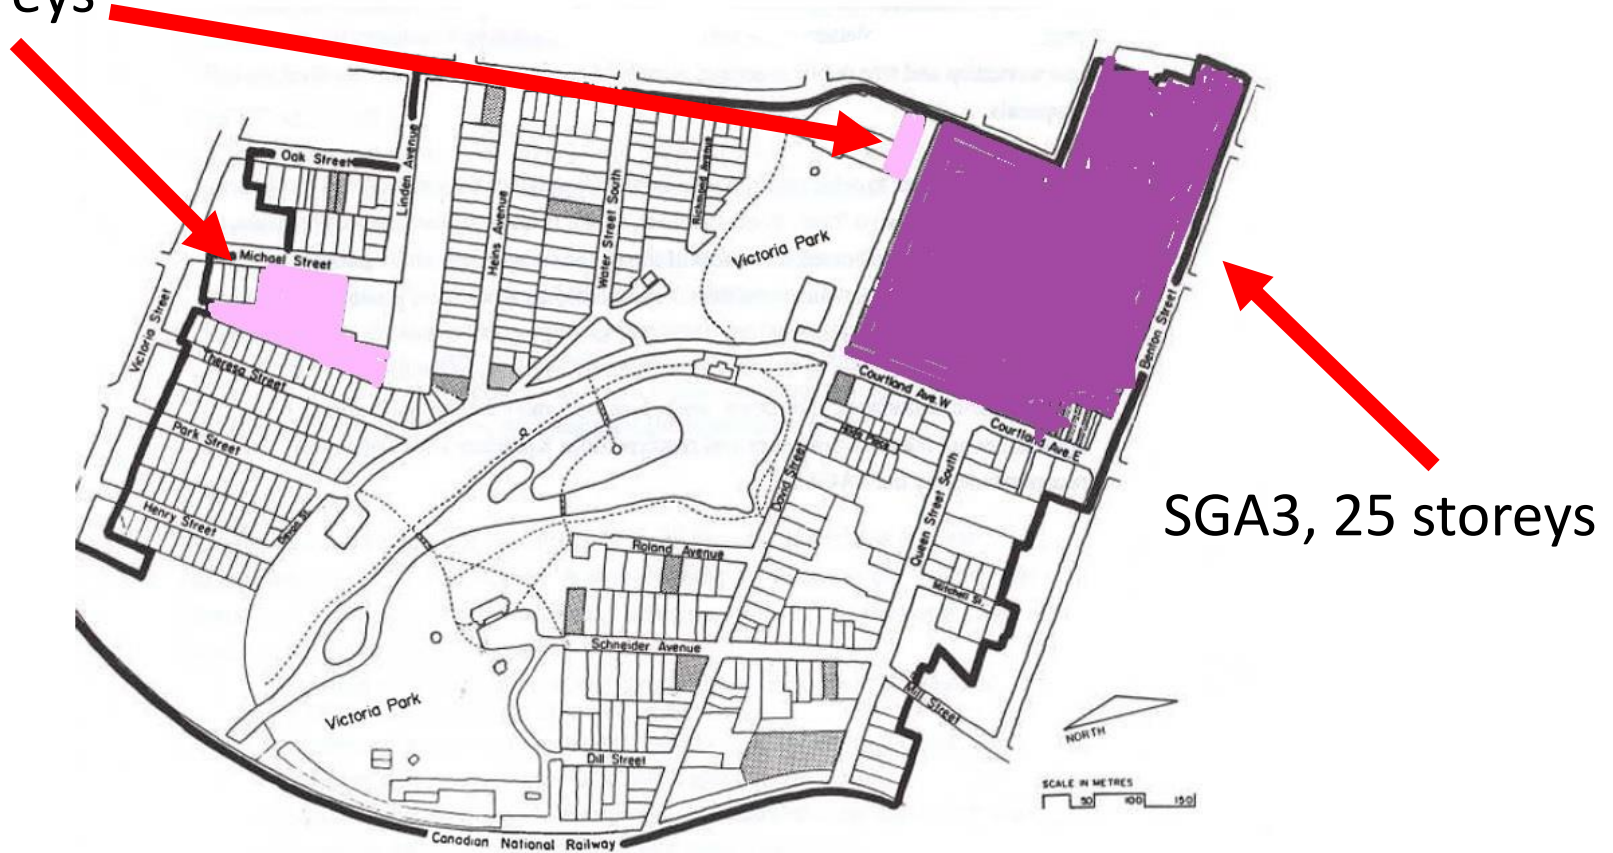 eys
Oak Street
Linden Avenue
Michael Street
Victoria Street
Heins Avenue
Water Street South
Richmond Avenue
Victoria Park
Theresa Street
Park Street
Henry Street
Courtland Ave. W
Courtland Ave. E
Benton Street
David Street
Queen Street South
SGA3, 25 storeys
Roland Avenue
Mitchell St.
Schneider Avenue
Mill Street
Victoria Park
Dill Street
NORTH
SCALE IN METRES
50 100 150
Canadian National Railway